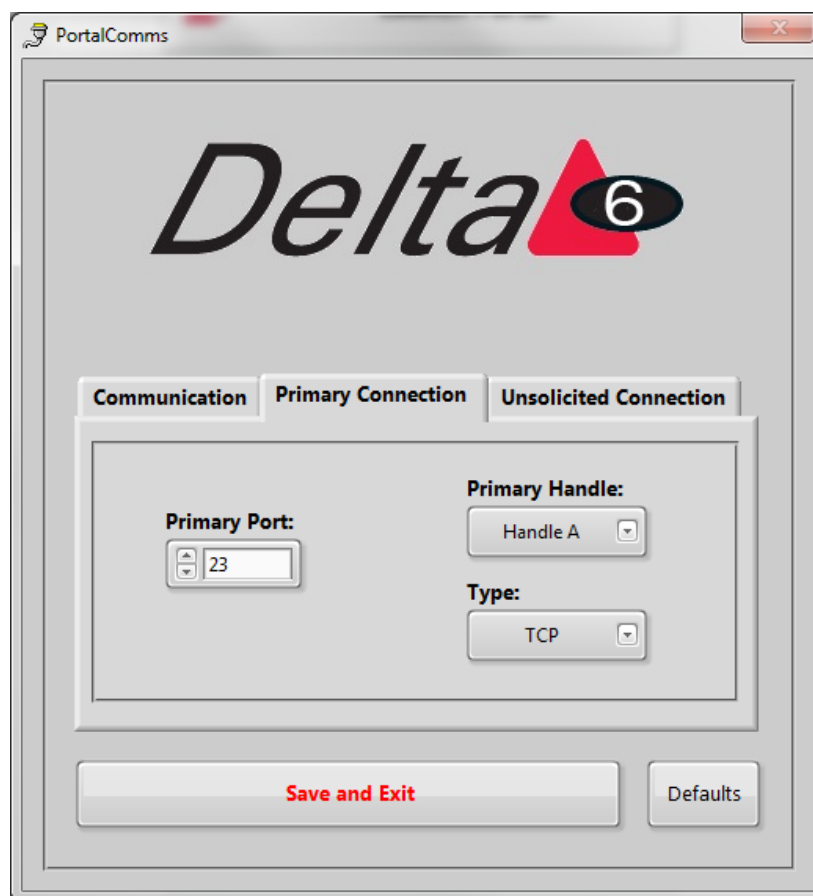 PortalComms
Delta 6
Communication Primary Connection Unsolicited Connection
Primary Handle:
Primary Port:
Handle A
23
Type:
TCP
Save and Exit Defaults